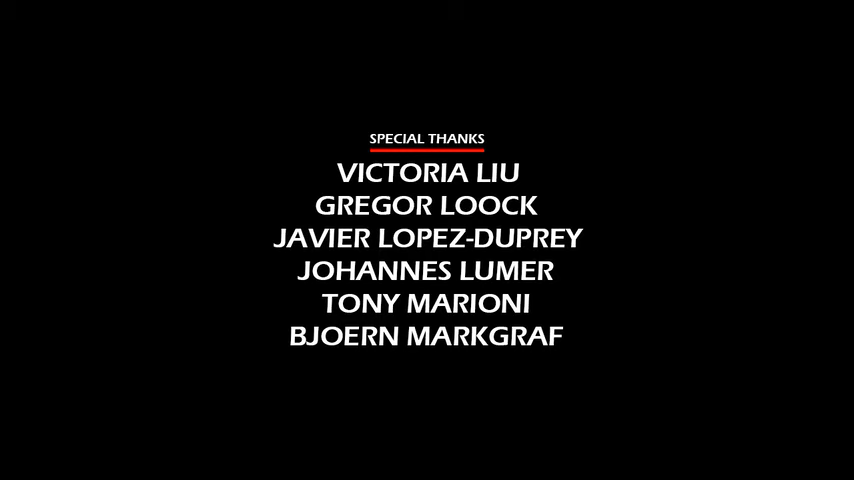 SPECIAL THANKS
VICTORIA LIU
GREGOR LOOCK
JAVIER LOPEZ-DUPREY
JOHANNES LUMER
TONY MARIONI
BJOERN MARKGRAF